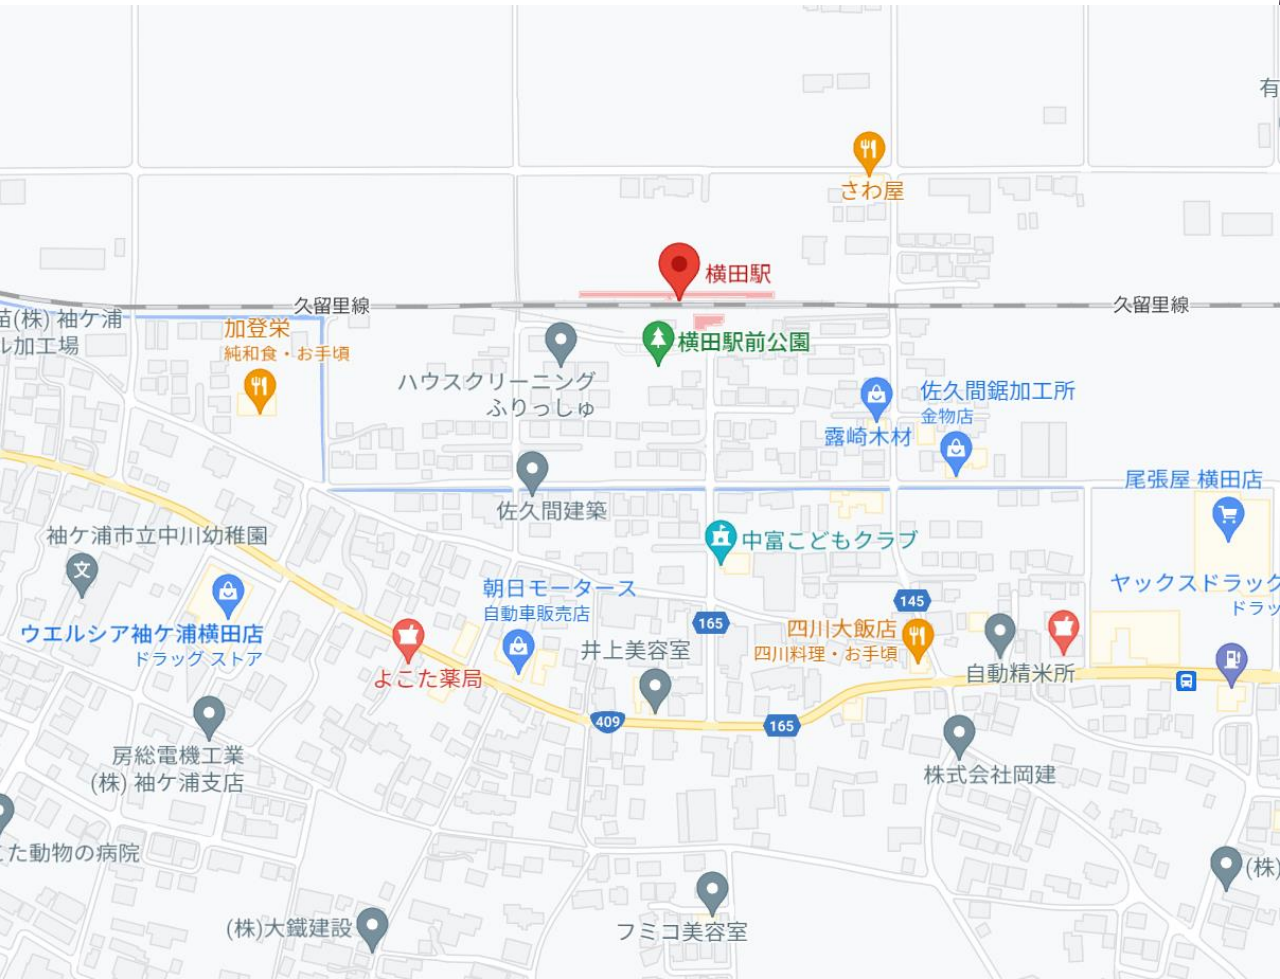 有
さわ屋
横田駅
久留里線
久留里線
苗(株) 袖ケ浦
ル加工場
加登栄
純和食・お手頃
横田駅前公園
ハウスクリーニング
ふりっしゅ
佐久間鋸加工所
金物店
露崎木材
尾張屋 横田店
佐久間建築
袖ケ浦市立中川幼稚園
文
中富こどもクラブ
朝日モータース
自動車販売店
ヤックスドラッグ
ドラッ
145
165
ウエルシア袖ケ浦横田店
ドラッグ ストア
四川大飯店
四川料理・お手頃
井上美容室
よこた薬局
自動精米所
409
165
房総電機工業
(株) 袖ケ浦支店
株式会社岡建
こた動物の病院
(株)
(株)大鐵建設
フミコ美容室